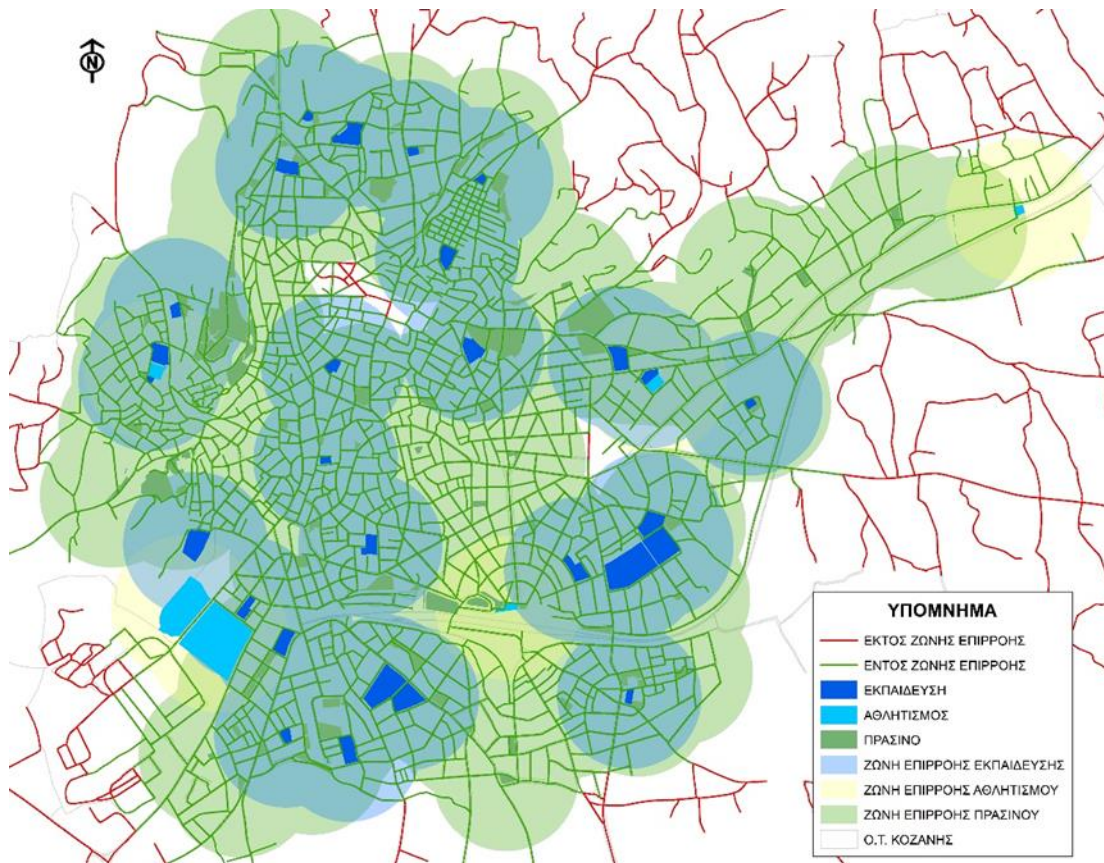 N
ΥΠΟΜΝΗΜΑ
ΕΚΤΟΣ ΖΩΝΗΣ ΕΠΙΡΡΟΗΣ
ΕΝΤΟΣ ΖΩΝΗΣ ΕΠΙΡΡΟΗΣ
ΕΚΠΑΙΔΕΥΣΗ
ΑΘΛΗΤΙΣΜΟΣ
ΠΡΑΣΙΝΟ
ΖΩΝΗ ΕΠΙΡΡΟΗΣ ΕΚΠΑΙΔΕΥΣΗΣ
ΖΩΝΗ ΕΠΙΡΡΟΗΣ ΑΘΛΗΤΙΣΜΟΥ
ΖΩΝΗ ΕΠΙΡΡΟΗΣ ΠΡΑΣΙΝΟΥ
Ο.Τ. ΚΟΖΑΝΗΣ